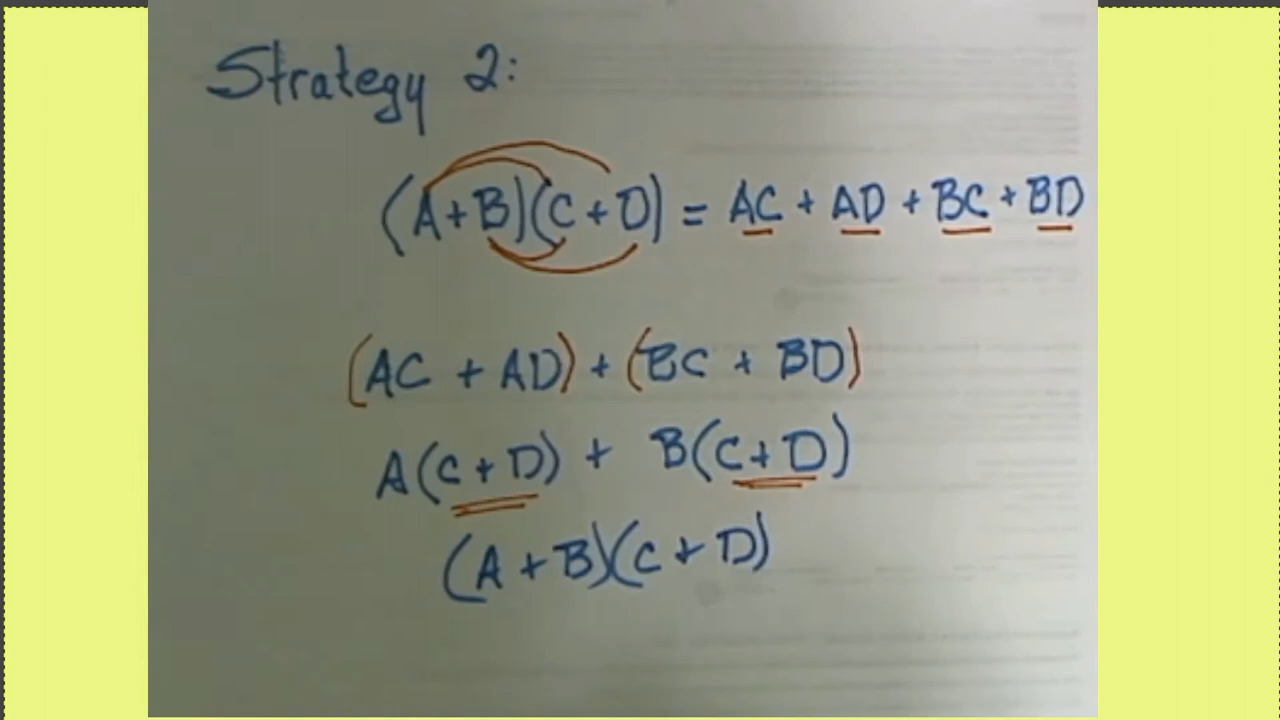 Strategy 2:
(A+B)(C+D) = AC + AD + BC + BD
(AC + AD) + (BC + BD)
A(C+D) + B(C+D)
(A+B)(C+D)